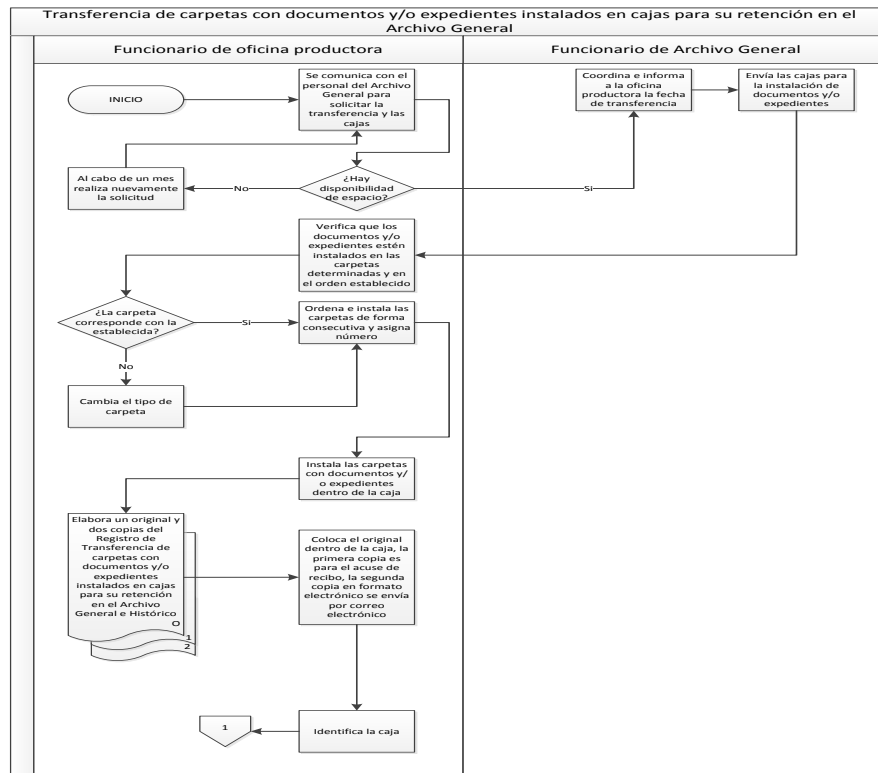 Transferencia de carpetas con documentos y/o expedientes instalados en cajas para su retención en el
Archivo General
Funcionario de oficina productora
Funcionario de Archivo General
INICIO
Se comunica con el
personal del Archivo
General para
solicitar la
transferencia y las
cajas
Coordina e informa
a la oficina
productora la fecha
de transferencia
Envía las cajas para
la instalación de
documentos y/o
expedientes
Al cabo de un mes
realiza nuevamente
la solicitud
No
¿Hay
disponibilidad
de espacio?
Si
Verifica que los
documentos y/o
expedientes estén
instalados en las
carpetas
determinadas y en
el orden establecido
¿La carpeta
corresponde con la
establecida?
Si
Ordena e instala las
carpetas de forma
consecutiva y asigna
número
No
Cambia el tipo de
carpeta
Instala las carpetas
con documentos y/
o expedientes
dentro de la caja
Elabora un original y
dos copias del
Registro de
Transferencia de
carpetas con
documentos y/o
expedientes
instalados en cajas
para su retención
en el Archivo
General e Histórico
O
1
2
Coloca el original
dentro de la caja, la
primera copia es
para el acuse de
recibo, la segunda
copia en formato
electrónico se envía
por correo
electrónico
1
Identifica la caja